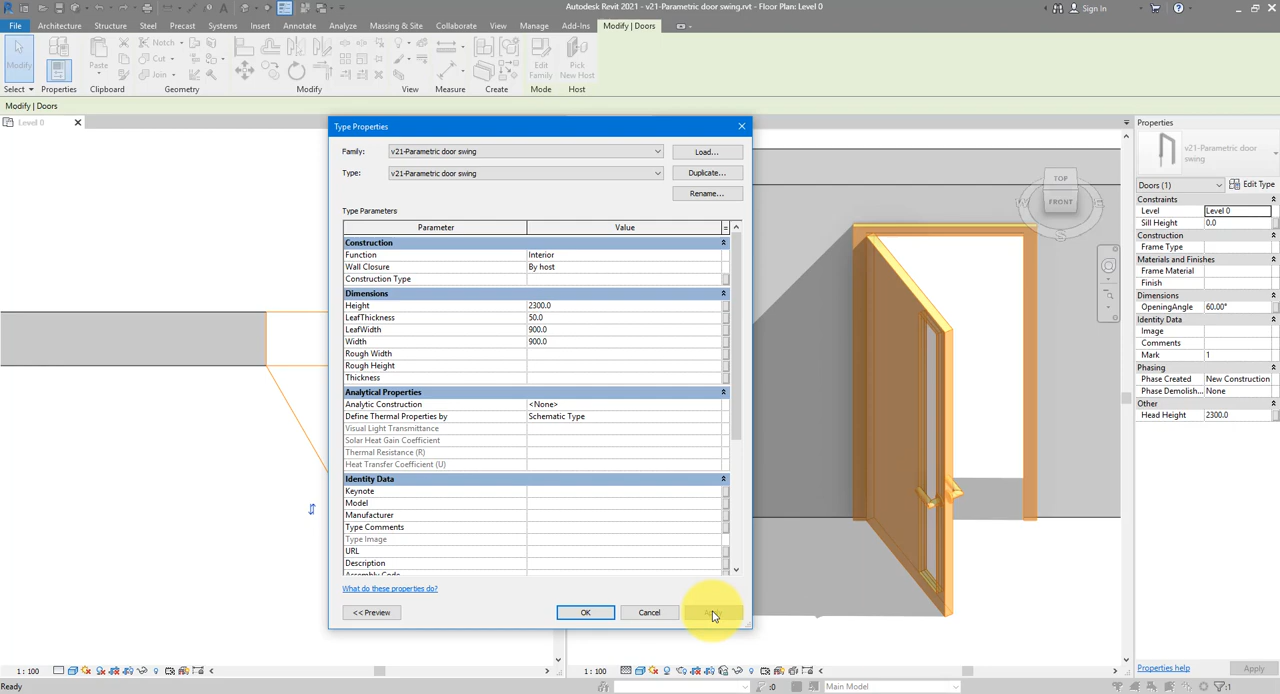 Autodesk Revit 2021 - v21-Parametric door swing.rvt - Floor Plan: Level 0
Sign In
File Architecture Structure Steel Precast Systems Insert Annotate Analyze Massing & Site Collaborate View Manage Add-Ins Modify | Doors
Modify
Paste
Notch
Cut
Join
Edit Family
Pick New Host
Select Properties Clipboard Geometry Modify View Measure Create Mode Host
Modify | Doors
Level 0
Type Properties
Family: v21-Parametric door swing Load...
Type: v21-Parametric door swing Duplicate...
Rename...
Type Parameters
Parameter Value =
Construction
Function Interior
Wall Closure By host
Construction Type
Dimensions
Height 2300.0
LeafThickness 50.0
LeafWidth 900.0
Width 900.0
Rough Width
Rough Height
Thickness
Analytical Properties
Analytic Construction <None>
Define Thermal Properties by Schematic Type
Visual Light Transmittance
Solar Heat Gain Coefficient
Thermal Resistance (R)
Heat Transfer Coefficient (U)
Identity Data
Keynote
Model
Manufacturer
Type Comments
Type Image
URL
Description
Assembly Code
What do these properties do?
<< Preview OK Cancel Apply
TOP
FRONT
W E
S
Properties
v21-Parametric door swing
Doors (1) Edit Type
Constraints
Level Level 0
Sill Height 0.0
Construction
Frame Type
Materials and Finishes
Frame Material
Finish
Dimensions
OpeningAngle 60.00°
Identity Data
Image
Comments
Mark 1
Phasing
Phase Created New Construction
Phase Demolish... None
Other
Head Height 2300.0
Properties help Apply
1 : 100
1 : 100
Ready
:0
Main Model
:1